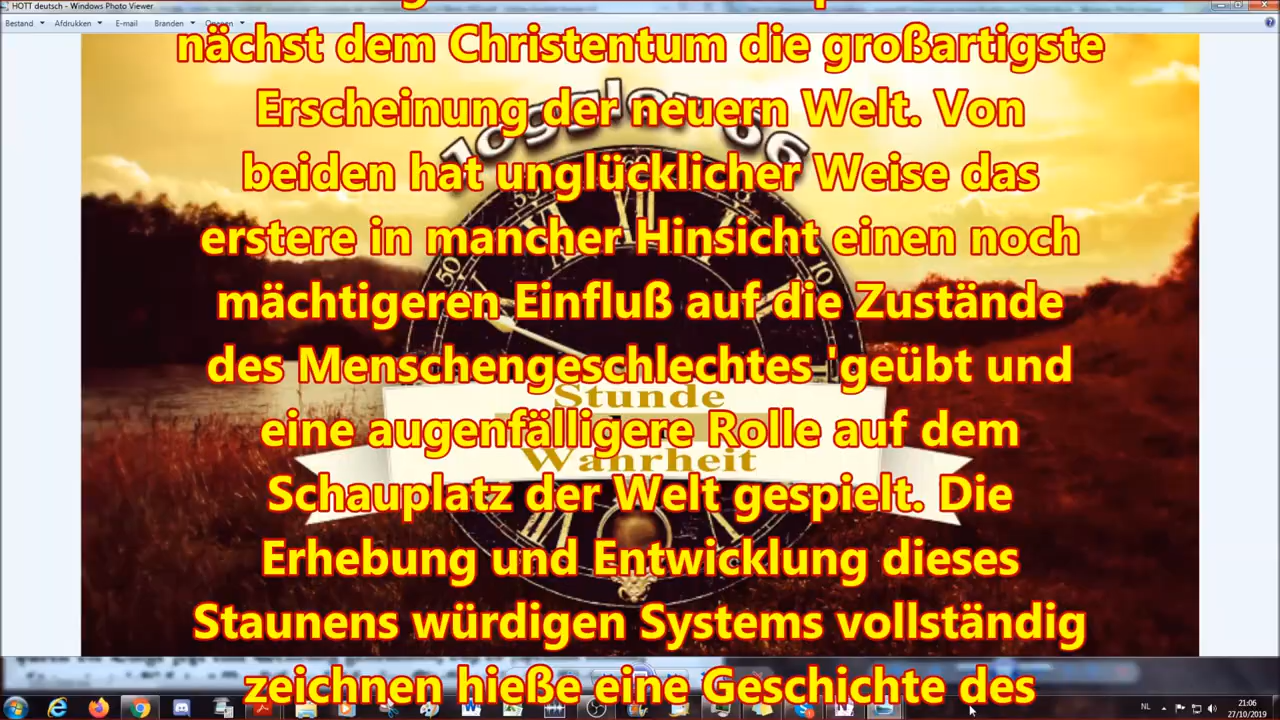 HOTT deutsch - Windows Photo Viewer
Bestand Afdrukken E-mail Branden Openen
nächst dem Christentum die großartigste
Erscheinung der neuern Welt. Von
beiden hat unglücklicher Weise das
erstere in mancher Hinsicht einen noch
mächtigeren Einfluß auf die Zustände
des Menschengeschlechtes 'geübt und
eine augenfälligere Rolle auf dem
Schauplatz der Welt gespielt. Die
Erhebung und Entwicklung dieses
Staunens würdigen Systems vollständig
zeichnen hieße eine Geschichte des
Stunde
Wahrheit
50
10
NL
21:06
27/10/2019